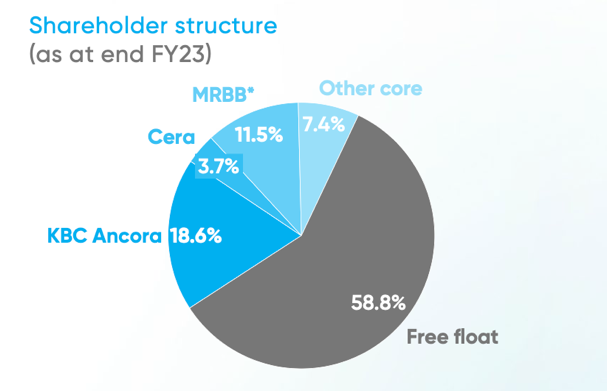 Shareholder structure
(as at end FY23)
MRBB*
Other core
11.5%
7.4%
Cera
3.7%
KBC Ancora
18.6%
58.8%
Free float